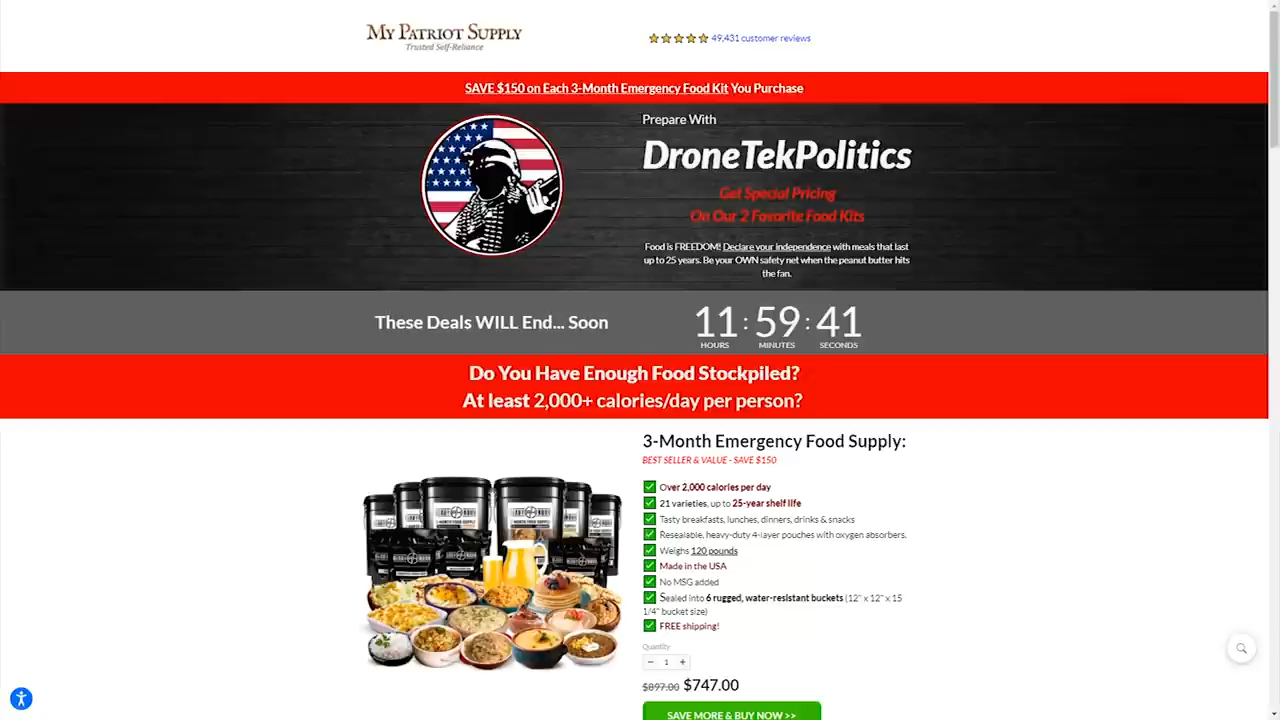 My Patriot Supply
Trusted Self-Reliance
49,431 customer reviews
SAVE $150 on Each 3-Month Emergency Food Kit You Purchase
Prepare With
DroneTekPolitics
Get Special Pricing
On Our 2 Favorite Food Kits
Food is FREEDOM! Declare your independence with meals that last
up to 25 years. Be your OWN safety net when the peanut butter hits
the fan.
These Deals WILL End... Soon
11 : 59 : 41
HOURS MINUTES SECONDS
Do You Have Enough Food Stockpiled?
At least 2,000+ calories/day per person?
3-Month Emergency Food Supply:
BEST SELLER & VALUE - SAVE $150
Over 2,000 calories per day
21 varieties, up to 25-year shelf life
Tasty breakfasts, lunches, dinners, drinks & snacks
Resealable, heavy-duty 4-layer pouches with oxygen absorbers.
Weighs 120 pounds
Made in the USA
No MSG added
Sealed into 6 rugged, water-resistant buckets (12" x 12" x 15
1/4" bucket size)
FREE shipping!
Quantity
− 1 +
$897.00 $747.00
SAVE MORE & BUY NOW >>